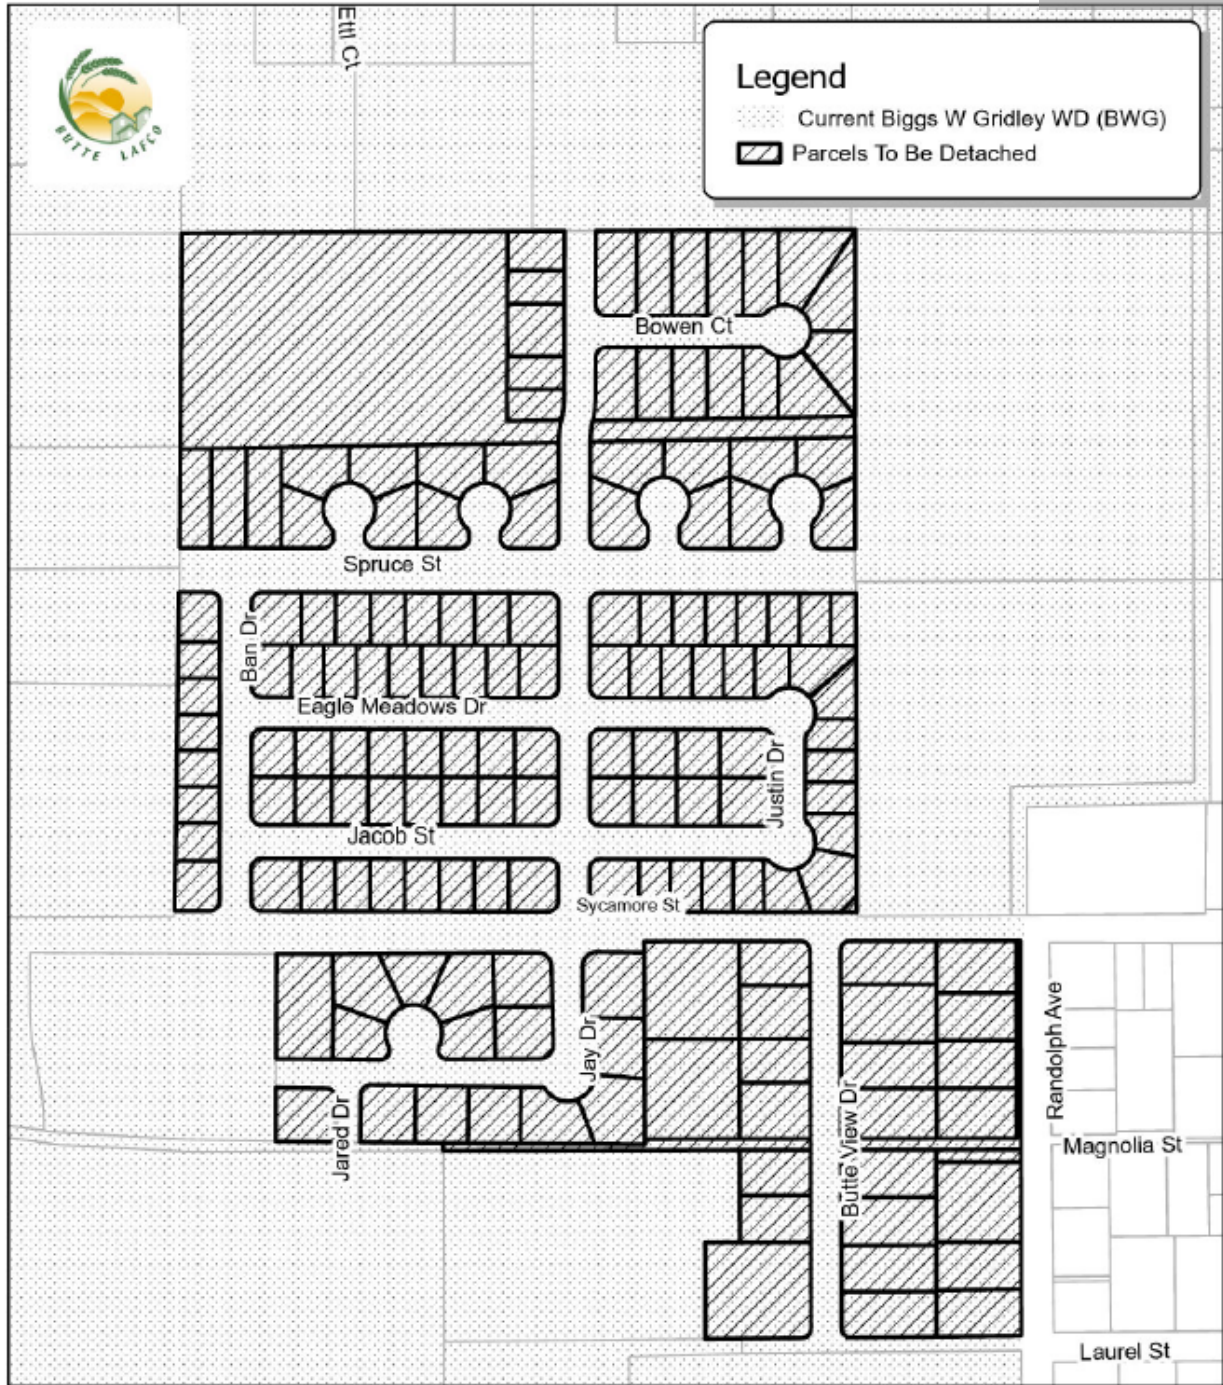 Ettl Ct
BUTTE LAFCO
Legend
Current Biggs W Gridley WD (BWG)
Parcels To Be Detached
Bowen Ct
Spruce St
Ban Dr
Eagle Meadows Dr
Justin Dr
Jacob St
Sycamore St
Jay Dr
Randolph Ave
Jared Dr
Butte View Dr
Magnolia St
Laurel St